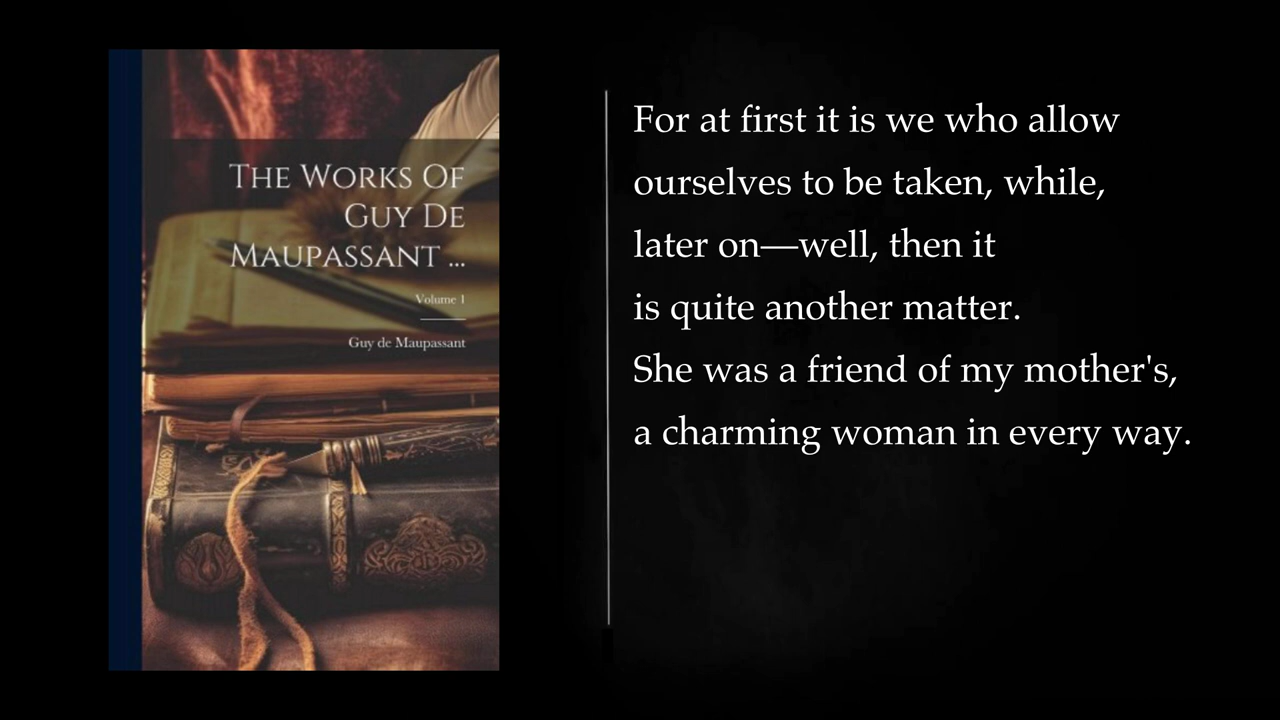 THE WORKS OF
GUY DE
MAUPASSANT ...
Volume 1
Guy de Maupassant
For at first it is we who allow
ourselves to be taken, while,
later on—well, then it
is quite another matter.
She was a friend of my mother's,
a charming woman in every way.